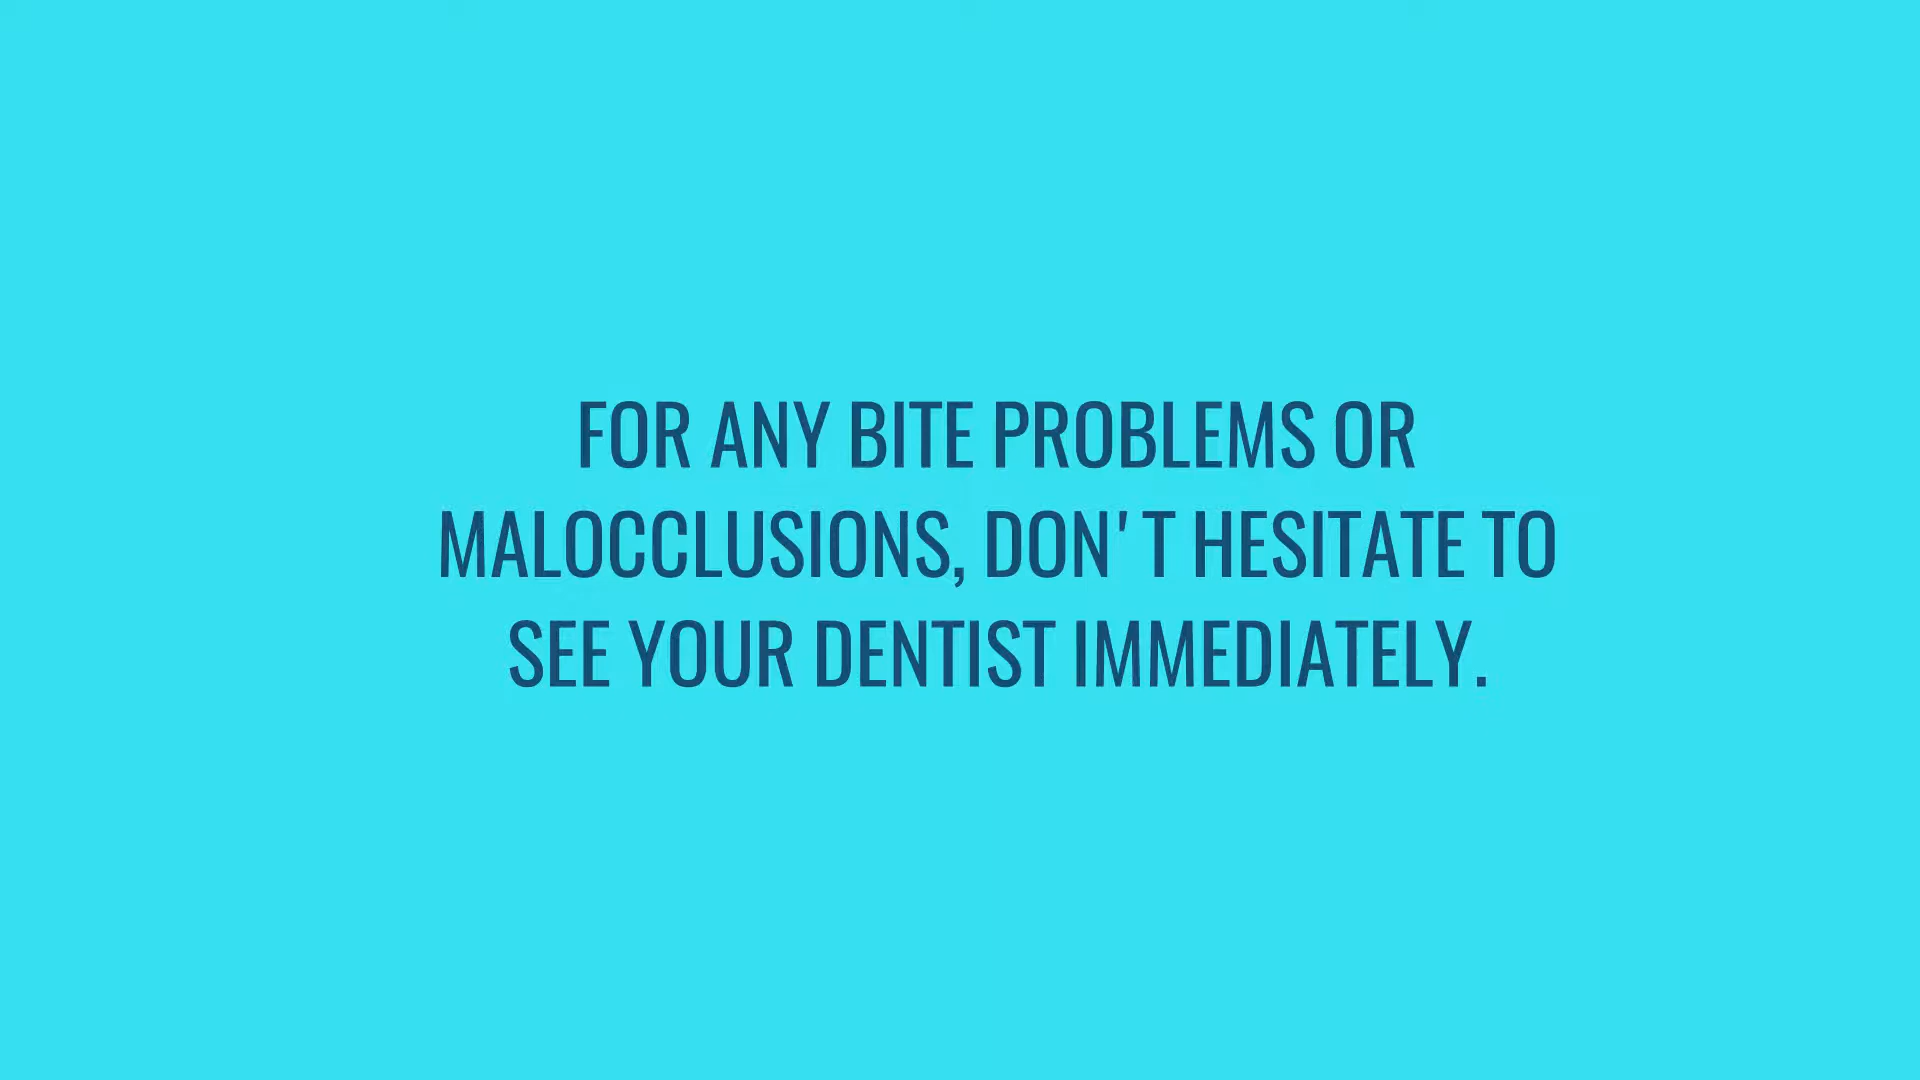 FOR ANY BITE PROBLEMS OR
MALOCCLUSIONS, DON'T HESITATE TO
SEE YOUR DENTIST IMMEDIATELY.